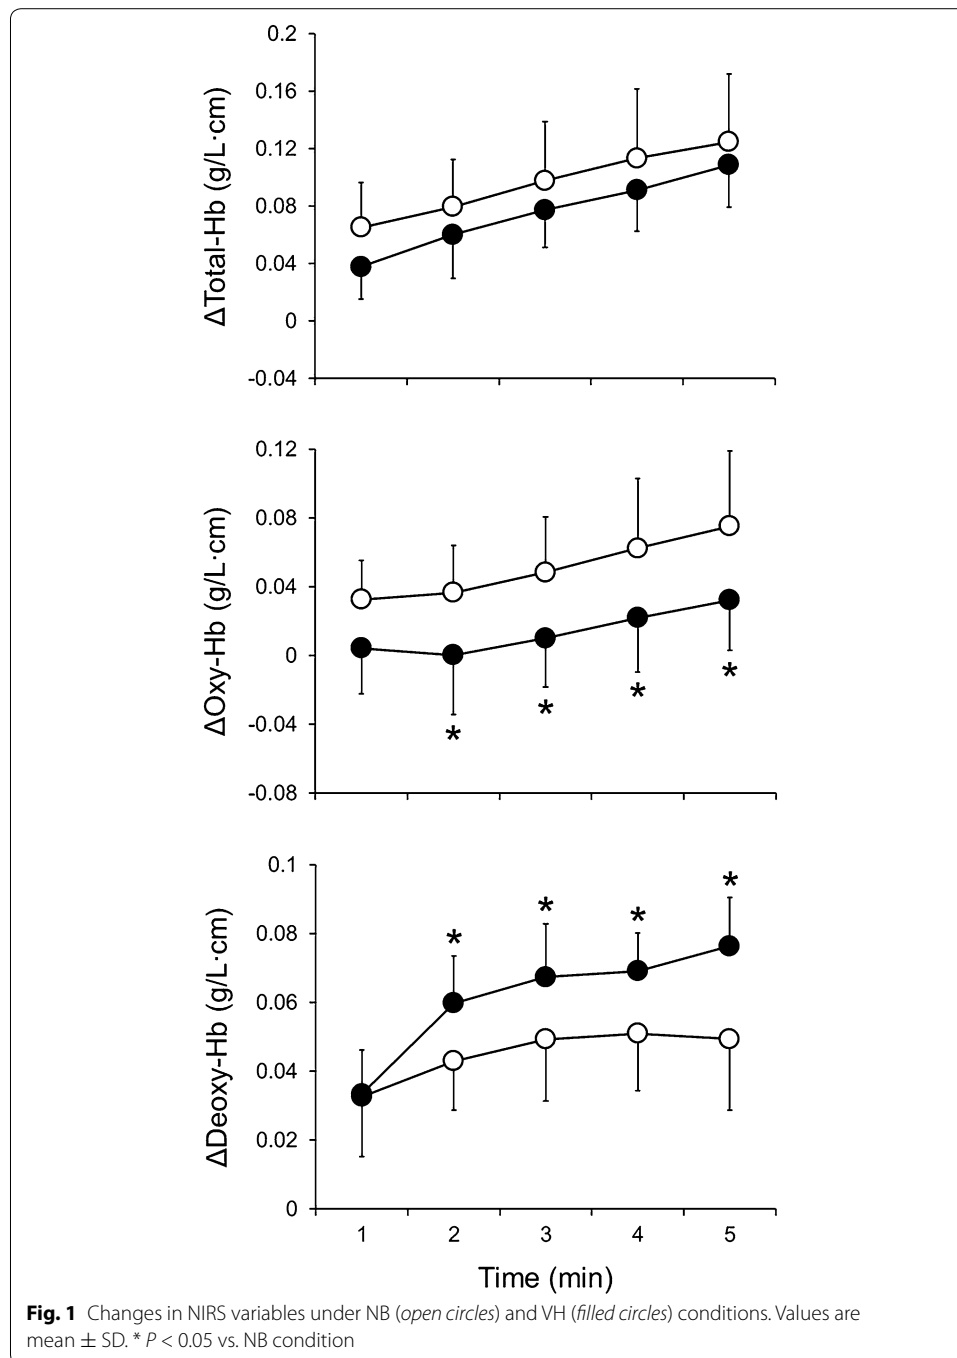 0.2
0.16
0.12
0.08
0.04
0
-0.04
ΔTotal-Hb (g/L·cm)
0.12
0.08
0.04
0
-0.04
-0.08
ΔOxy-Hb (g/L·cm)
* * * *
0.1
0.08
0.06
0.04
0.02
0
ΔDeoxy-Hb (g/L·cm)
* * * *
1 2 3 4 5
Time (min)
Fig. 1 Changes in NIRS variables under NB (open circles) and VH (filled circles) conditions. Values are
mean ± SD. * P < 0.05 vs. NB condition